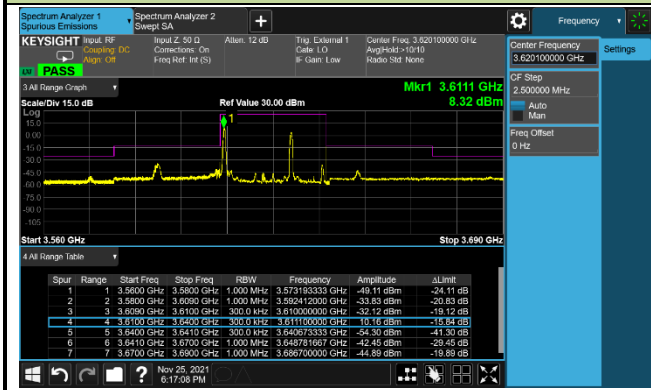 Spectrum Analyzer 1
Spurious Emissions
Spectrum Analyzer 2
Swept SA
+
Frequency
KEYSIGHT
Input: RF
Coupling: DC
Align: Off
Input Z: 50 Ω
Corrections: On
Freq Ref: Int (S)
Atten: 12 dB
Trig: External 1
Gate: LO
IF Gain: Low
Center Freq: 3.620100000 GHz
Avg|Hold:>10/10
Radio Std: None
PASS
Center Frequency
3.620100000 GHz
Settings
CF Step
2.500000 MHz
Auto
Man
Freq Offset
0 Hz
3 All Range Graph
Mkr1 3.6111 GHz
8.32 dBm
Scale/Div 15.0 dB
Ref Value 30.00 dBm
Log
15.0
0.00
-15.0
-30.0
-45.0
-60.0
-75.0
-90.0
-105
1
Start 3.560 GHz
Stop 3.690 GHz
4 All Range Table
Spur Range Start Freq Stop Freq RBW Frequency Amplitude ΔLimit
1 1 3.5600 GHz 3.5800 GHz 1.000 MHz 3.573193333 GHz -49.11 dBm -24.11 dB
2 2 3.5800 GHz 3.6090 GHz 1.000 MHz 3.592412000 GHz -33.83 dBm -20.83 dB
3 3 3.6090 GHz 3.6100 GHz 300.0 kHz 3.610000000 GHz -32.12 dBm -19.12 dB
4 4 3.6100 GHz 3.6400 GHz 300.0 kHz 3.611100000 GHz 10.16 dBm -15.84 dB
5 5 3.6400 GHz 3.6410 GHz 300.0 kHz 3.640673333 GHz -54.30 dBm -41.30 dB
6 6 3.6410 GHz 3.6700 GHz 1.000 MHz 3.648781667 GHz -42.45 dBm -29.45 dB
7 7 3.6700 GHz 3.6900 GHz 1.000 MHz 3.686700000 GHz -44.89 dBm -19.89 dB
?
Nov 25, 2021
6:17:08 PM